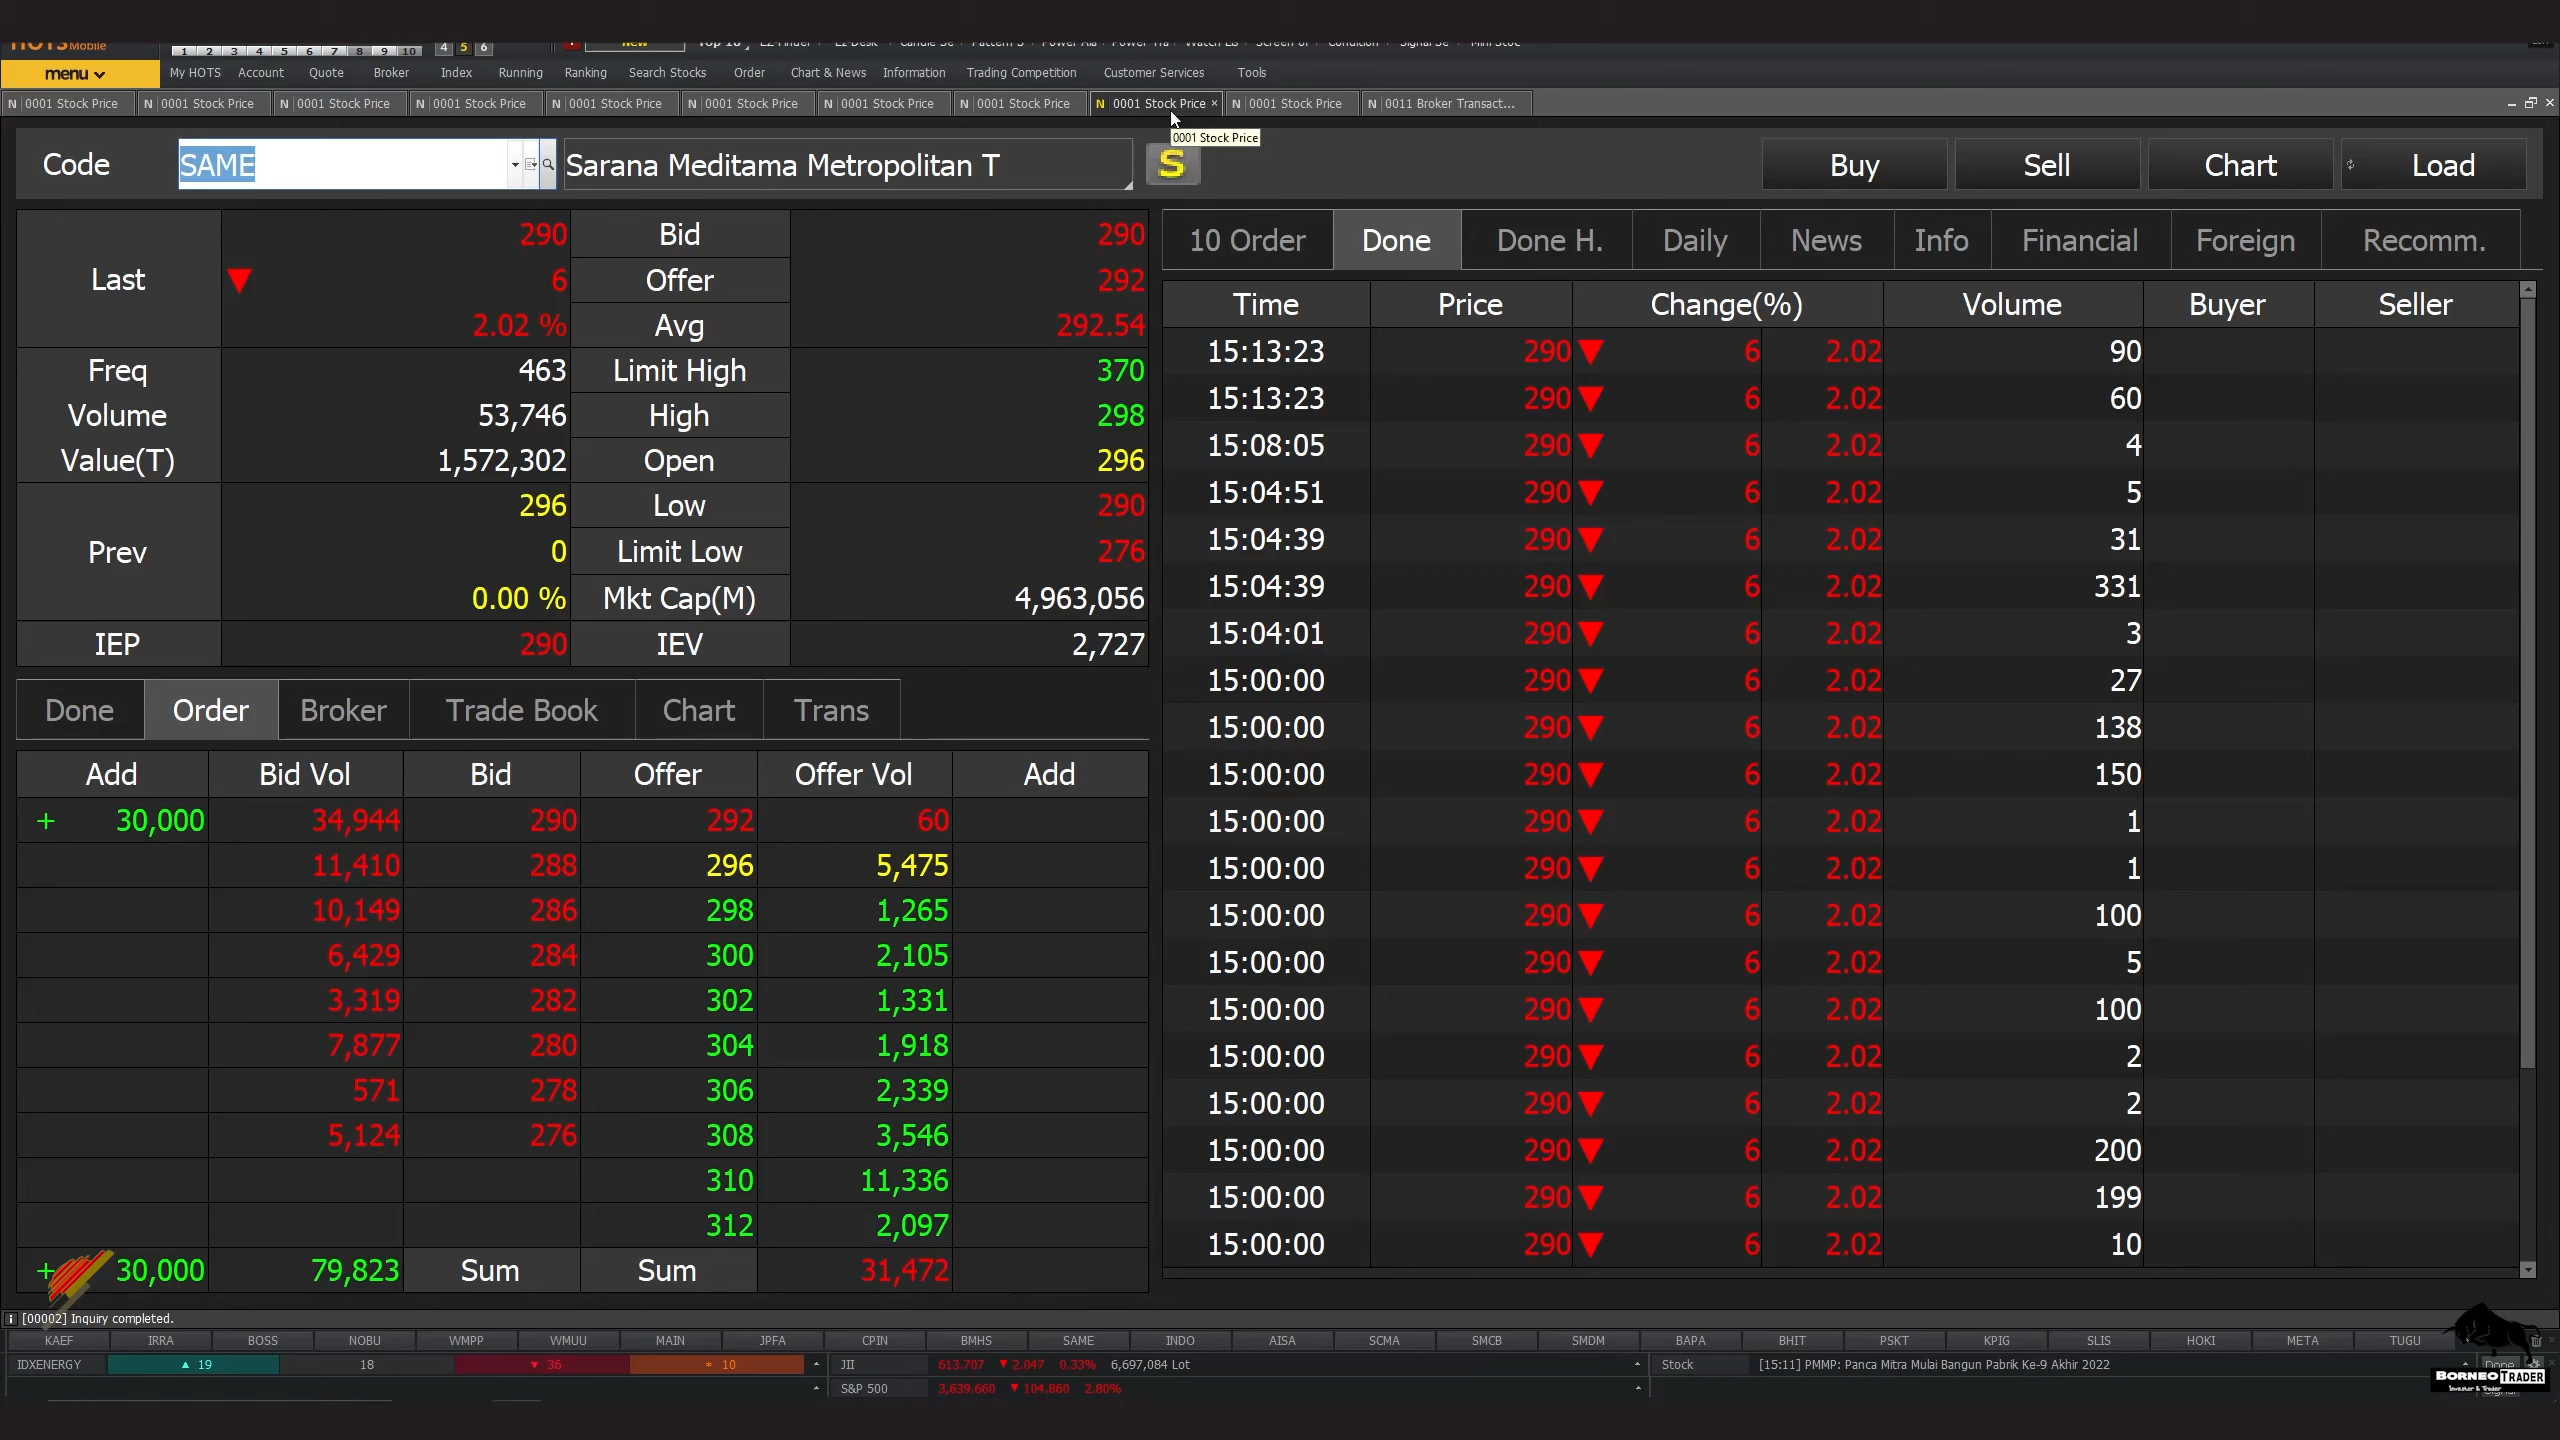 HOTS Mobile
1 2 3 4 5 6 7 8 9 10 4 5 6 New
menu My HOTS Account Quote Broker Index Running Ranking Search Stocks Order Chart & News Information Trading Competition Customer Services Tools
N 0001 Stock Price N 0001 Stock Price N 0001 Stock Price N 0001 Stock Price N 0001 Stock Price N 0001 Stock Price N 0001 Stock Price N 0001 Stock Price N 0001 Stock Price × N 0001 Stock Price N 0011 Broker Transact...
0001 Stock Price
Code SAME Sarana Meditama Metropolitan T S Buy Sell Chart Load
Last 290 Bid 290
▼ 6 Offer 292
2.02 % Avg 292.54
Freq 463 Limit High 370
Volume 53,746 High 298
Value(T) 1,572,302 Open 296
Prev 296 Low 290
0 Limit Low 276
0.00 % Mkt Cap(M) 4,963,056
IEP 290 IEV 2,727
Done Order Broker Trade Book Chart Trans
Add Bid Vol Bid Offer Offer Vol Add
+ 30,000 34,944 290 292 60
11,410 288 296 5,475
10,149 286 298 1,265
6,429 284 300 2,105
3,319 282 302 1,331
7,877 280 304 1,918
571 278 306 2,339
5,124 276 308 3,546
310 11,336
312 2,097
+ 30,000 79,823 Sum Sum 31,472
10 Order Done Done H. Daily News Info Financial Foreign Recomm.
Time Price Change(%) Volume Buyer Seller
15:13:23 290 ▼ 6 2.02 90
15:13:23 290 ▼ 6 2.02 60
15:08:05 290 ▼ 6 2.02 4
15:04:51 290 ▼ 6 2.02 5
15:04:39 290 ▼ 6 2.02 31
15:04:39 290 ▼ 6 2.02 331
15:04:01 290 ▼ 6 2.02 3
15:00:00 290 ▼ 6 2.02 27
15:00:00 290 ▼ 6 2.02 138
15:00:00 290 ▼ 6 2.02 150
15:00:00 290 ▼ 6 2.02 1
15:00:00 290 ▼ 6 2.02 1
15:00:00 290 ▼ 6 2.02 100
15:00:00 290 ▼ 6 2.02 5
15:00:00 290 ▼ 6 2.02 100
15:00:00 290 ▼ 6 2.02 2
15:00:00 290 ▼ 6 2.02 2
15:00:00 290 ▼ 6 2.02 200
15:00:00 290 ▼ 6 2.02 199
15:00:00 290 ▼ 6 2.02 10
[00002] Inquiry completed.
KAEF IRRA BOSS NOBU WMPP WMUU MAIN JPFA CPIN BMHS SAME INDO AISA SCMA SMCB SMDM BAPA BHIT PSKT KPIG SLIS HOKI META TUGU
IDXENERGY ▲ 19 18 ▼ 36 * 10 JII 613.707 ▼ 2.047 0.33% 6,697,084 Lot Stock [15:11] PMMP: Panca Mitra Mulai Bangun Pabrik Ke-9 Akhir 2022 Done
S&P 500 3,639.660 ▼ 104.860 2.80%
BORNEO TRADER
Investor & Trader